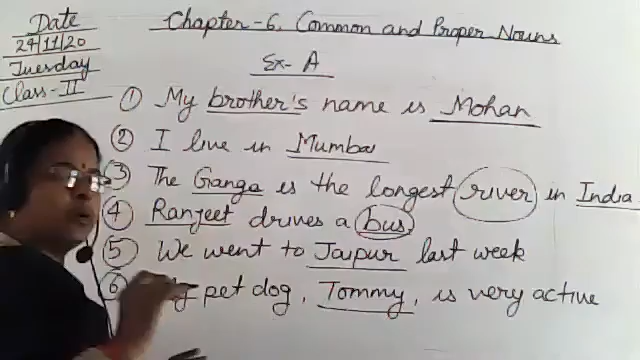 Date
24/11/20
Tuesday
Class-II
Chapter-6, Common and Proper Nouns
Ex- A
① My brother's name is Mohan
② I live in Mumbai
③ The Ganga is the longest river in India
④ Ranjeet drives a bus.
⑤ We went to Jaipur last week
⑥ pet dog, Tommy, is very active